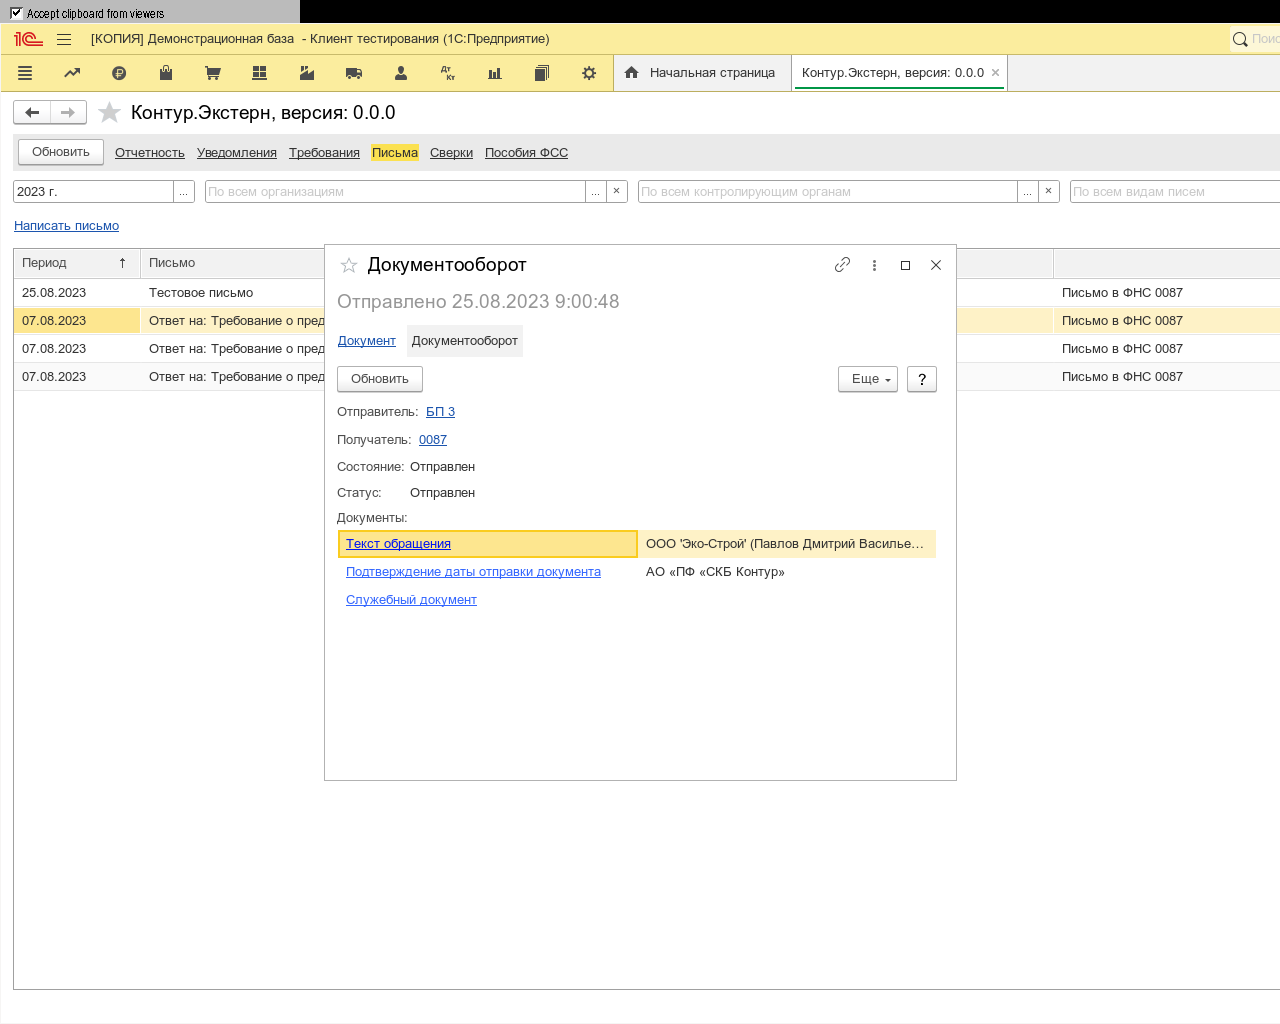 Accept clipboard from viewers
[КОПИЯ] Демонстрационная база - Клиент тестирования (1С:Предприятие)
Начальная страница
Контур.Экстерн, версия: 0.0.0
Контур.Экстерн, версия: 0.0.0
Обновить Отчетность Уведомления Требования Письма Сверки Пособия ФСС
2023 г. ... По всем организациям ... × По всем контролирующим органам ... × По всем видам писем
Написать письмо
Период ↑ Письмо
25.08.2023 Тестовое письмо Письмо в ФНС 0087
07.08.2023 Ответ на: Требование о пред Письмо в ФНС 0087
07.08.2023 Ответ на: Требование о пред Письмо в ФНС 0087
07.08.2023 Ответ на: Требование о пред Письмо в ФНС 0087
Документооборот
Отправлено 25.08.2023 9:00:48
Документ Документооборот
Обновить Еще ?
Отправитель: БП 3
Получатель: 0087
Состояние: Отправлен
Статус: Отправлен
Документы:
Текст обращения ООО 'Эко-Строй' (Павлов Дмитрий Василье...
Подтверждение даты отправки документа АО «ПФ «СКБ Контур»
Служебный документ